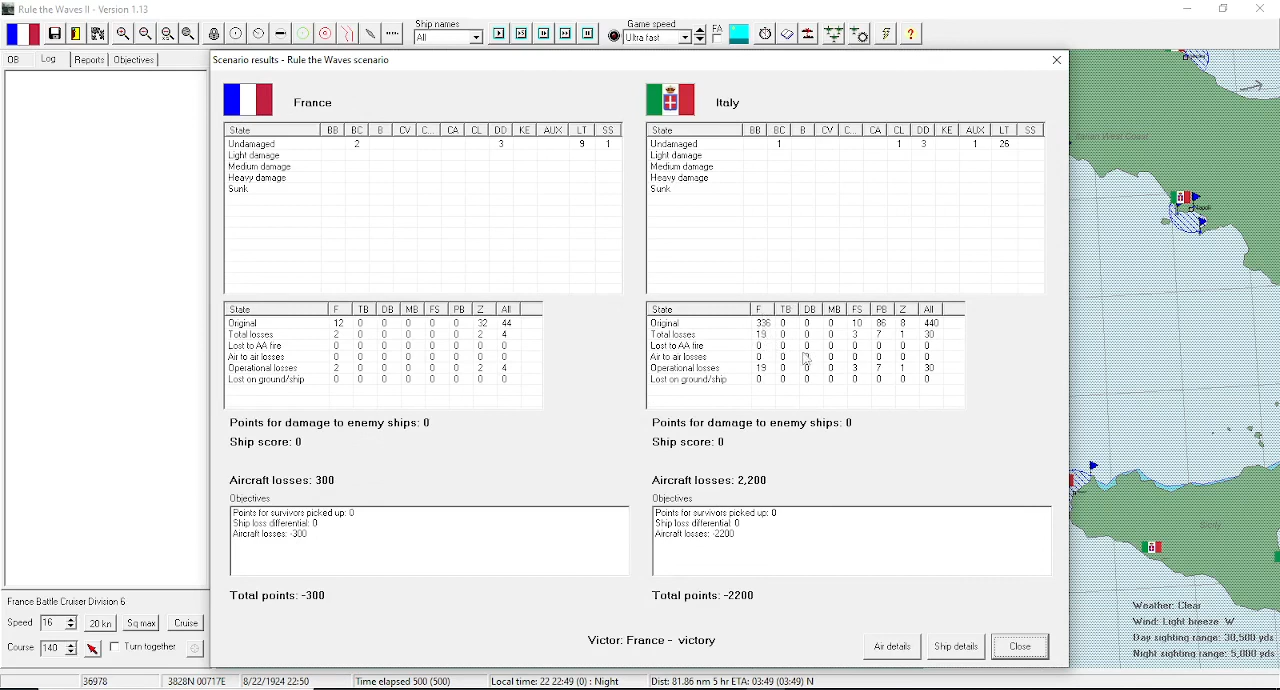 Rule the Waves II - Version 1.13
Ship names
Game speed
All
Ultra fast
FA
OB Log Reports Objectives
Scenario results - Rule the Waves scenario
France
State BB BC B CV C... CA CL DD KE AUX LT SS
Undamaged 2 3 9 1
Light damage
Medium damage
Heavy damage
Sunk
State F TB DB MB FS PB Z All
Original 12 0 0 0 0 0 32 44
Total losses 2 0 0 0 0 0 2 4
Lost to AA fire 0 0 0 0 0 0 0 0
Air to air losses 0 0 0 0 0 0 0 0
Operational losses 2 0 0 0 0 0 2 4
Lost on ground/ship 0 0 0 0 0 0 0 0
Points for damage to enemy ships: 0
Ship score: 0
Aircraft losses: 300
Objectives
Points for survivors picked up: 0
Ship loss differential: 0
Aircraft losses: -300
Total points: -300
Italy
State BB BC B CV C... CA CL DD KE AUX LT SS
Undamaged 1 1 3 1 26
Light damage
Medium damage
Heavy damage
Sunk
State F TB DB MB FS PB Z All
Original 336 0 0 0 10 86 8 440
Total losses 19 0 0 0 3 7 1 30
Lost to AA fire 0 0 0 0 0 0 0 0
Air to air losses 0 0 0 0 0 0 0 0
Operational losses 19 0 0 0 3 7 1 30
Lost on ground/ship 0 0 0 0 0 0 0 0
Points for damage to enemy ships: 0
Ship score: 0
Aircraft losses: 2,200
Objectives
Points for survivors picked up: 0
Ship loss differential: 0
Aircraft losses: -2200
Total points: -2200
Victor: France - victory
Air details
Ship details
Close
Italian West Coast
Napoli
Sicily
Weather: Clear
Wind: Light breeze W
Day sighting range: 30,500 yds
Night sighting range: 5,000 yds
France Battle Cruiser Division 6
Speed 16 20 kn Sq max Cruise
Course 140 Turn together
36978 3828N 00717E 8/22/1924 22:50 Time elapsed 500 (500) Local time: 22 22:49 (0) : Night Dist: 81.86 nm 5 hr ETA: 03:49 (03:49) N